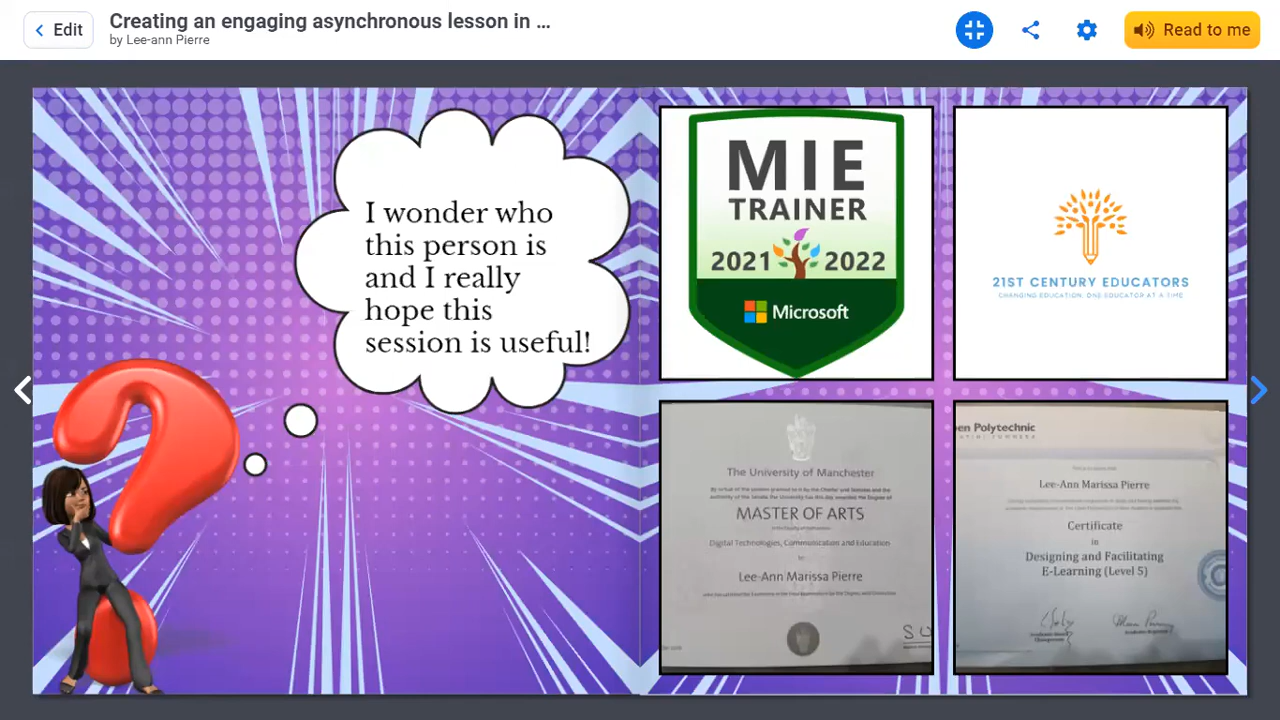 Edit
Creating an engaging asynchronous lesson in ...
by Lee-ann Pierre
Read to me
I wonder who
this person is
and I really
hope this
session is useful!
MIE
TRAINER
2021 2022
Microsoft
21ST CENTURY EDUCATORS
CHANGING EDUCATION, ONE EDUCATOR AT A TIME
The University of Manchester
MASTER OF ARTS
Digital Technologies, Communication and Education
Lee-Ann Marissa Pierre
en Polytechnic
Lee-Ann Marissa Pierre
Certificate
in
Designing and Facilitating
E-Learning (Level 5)